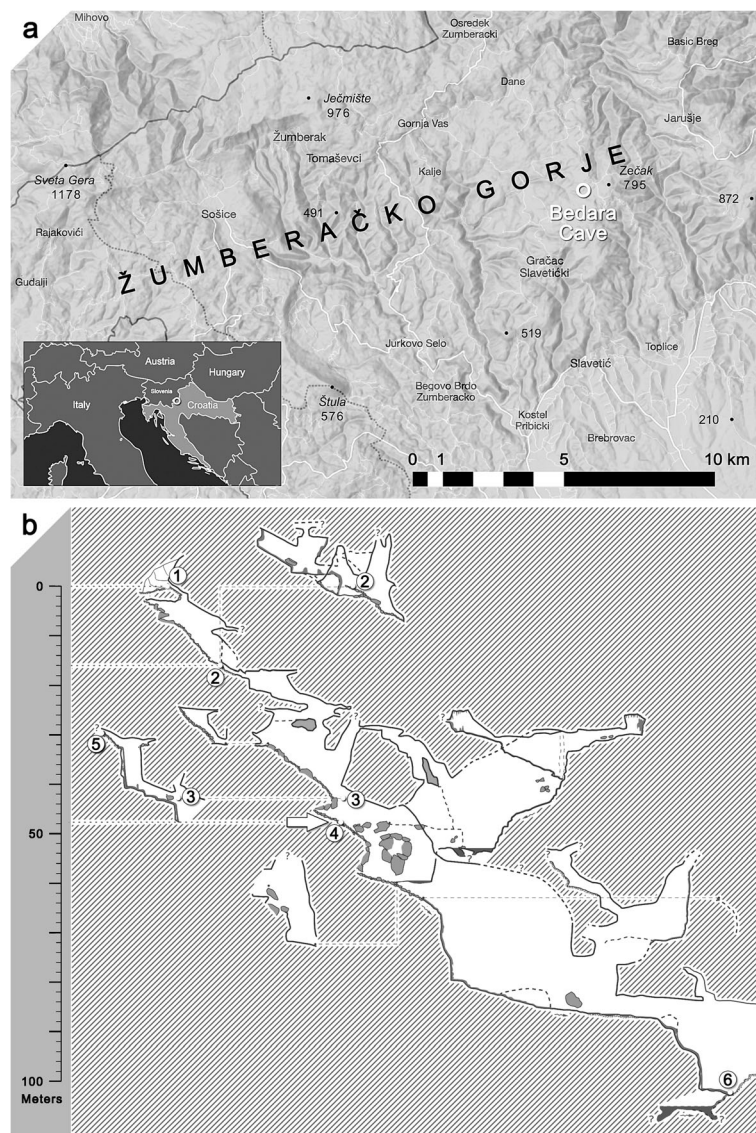 a
Mihovo
Osredek
Zumberacki
Basic Breg
Dane
Ječmište
976
Jarušje
Gornja Vas
Žumberak
Tomaševci
Kalje
Sveta Gera
1178
Zečak
795
ŽUMBERAČKO GORJE
872
Sošice
491
Bedara
Cave
Rajakovići
Gračac
Slavetićki
Gudalji
519
Jurkovo Selo
Toplice
Slavetić
Austria
Hungary
Slovenia
Italy
Croatia
Štula
576
Begovo Brdo
Zumberacko
Kostel
Pribicki
210
Brebrovac
0 1 5 10 km
b
?
1
2
0
?
2
?
?
?
?
?
?
5
3
3
4
50
?
?
?
?
?
6
100
Meters
? ?